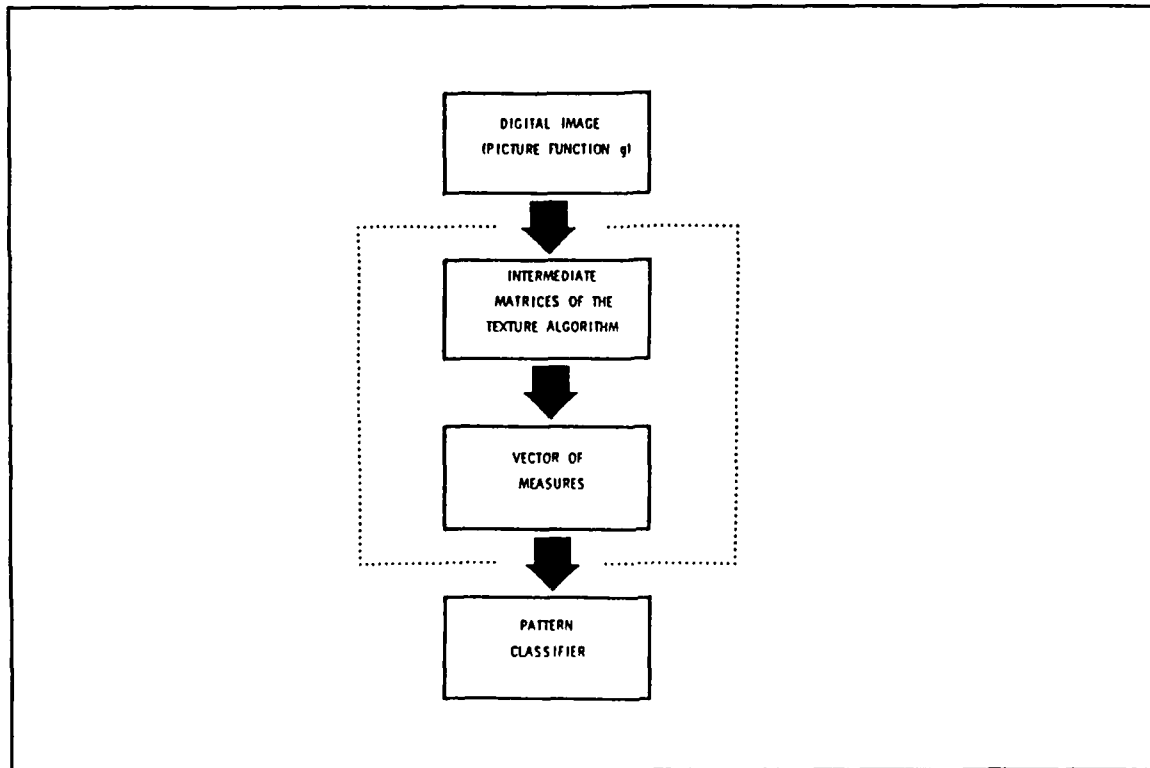 DIGITAL IMAGE
(PICTURE FUNCTION g)
INTERMEDIATE
MATRICES OF THE
TEXTURE ALGORITHM
VECTOR OF
MEASURES
PATTERN
CLASSIFIER